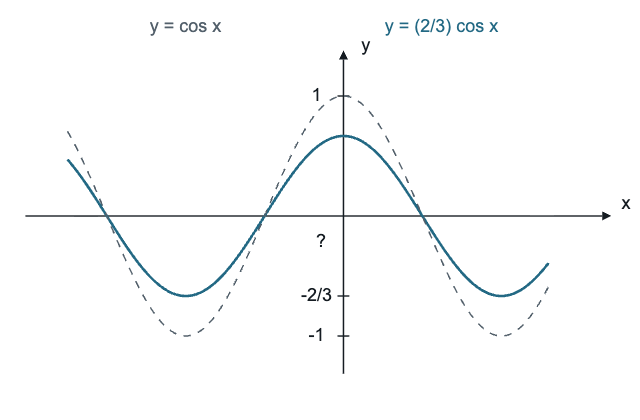 y = cos x
y = (2/3) cos x
y
1
x
?
-2/3
-1